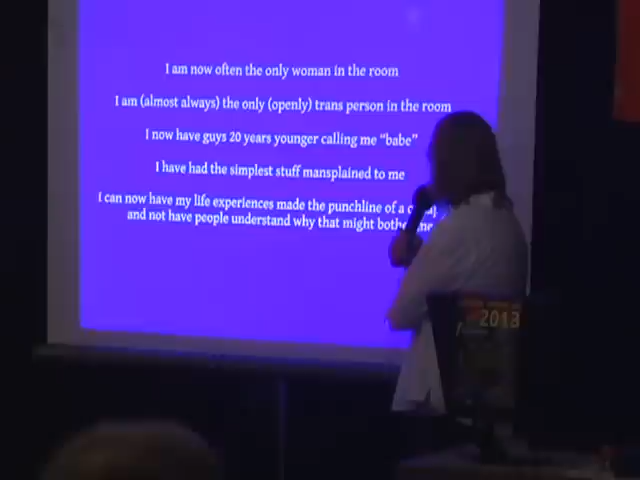 I am now often the only woman in the room
I am (almost always) the only (openly) trans person in the room
I now have guys 20 years younger calling me “babe”
I have had the simplest stuff mansplained to me
I can now have my life experiences made the punchline of a
and not have people understand why that might bother me
2013